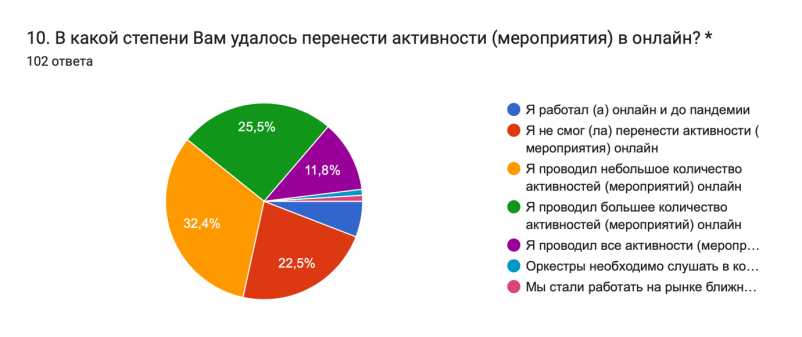 10. В какой степени Вам удалось перенести активности (мероприятия) в онлайн? *
102 ответа
25,5%
11,8%
32,4%
22,5%
Я работал (а) онлайн и до пандемии
Я не смог (ла) перенести активности (
мероприятия) онлайн
Я проводил небольшое количество
активностей (мероприятий) онлайн
Я проводил большее количество
активностей (мероприятий) онлайн
Я проводил все активности (меропр…
Оркестры необходимо слушать в ко…
Мы стали работать на рынке ближн…